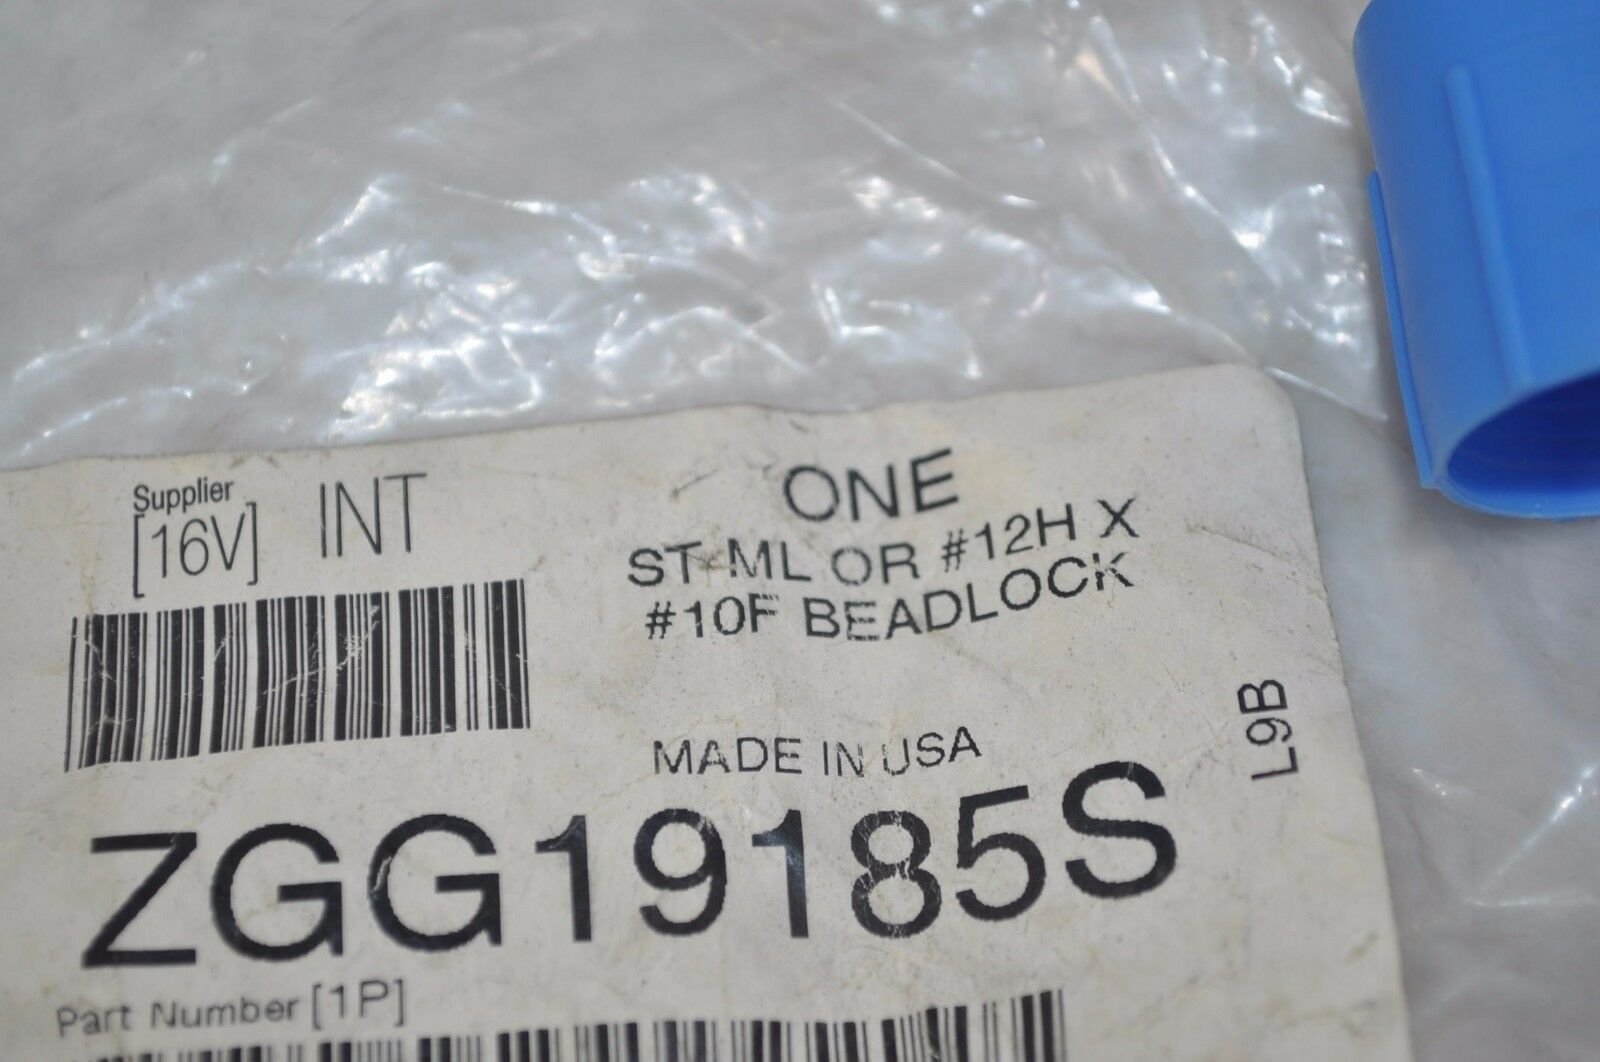 Supplier
[16V] INT
ONE
ST ML OR #12H X
#10F BEADLOCK
MADE IN USA
L9B
ZGG19185S
Part Number [1P]